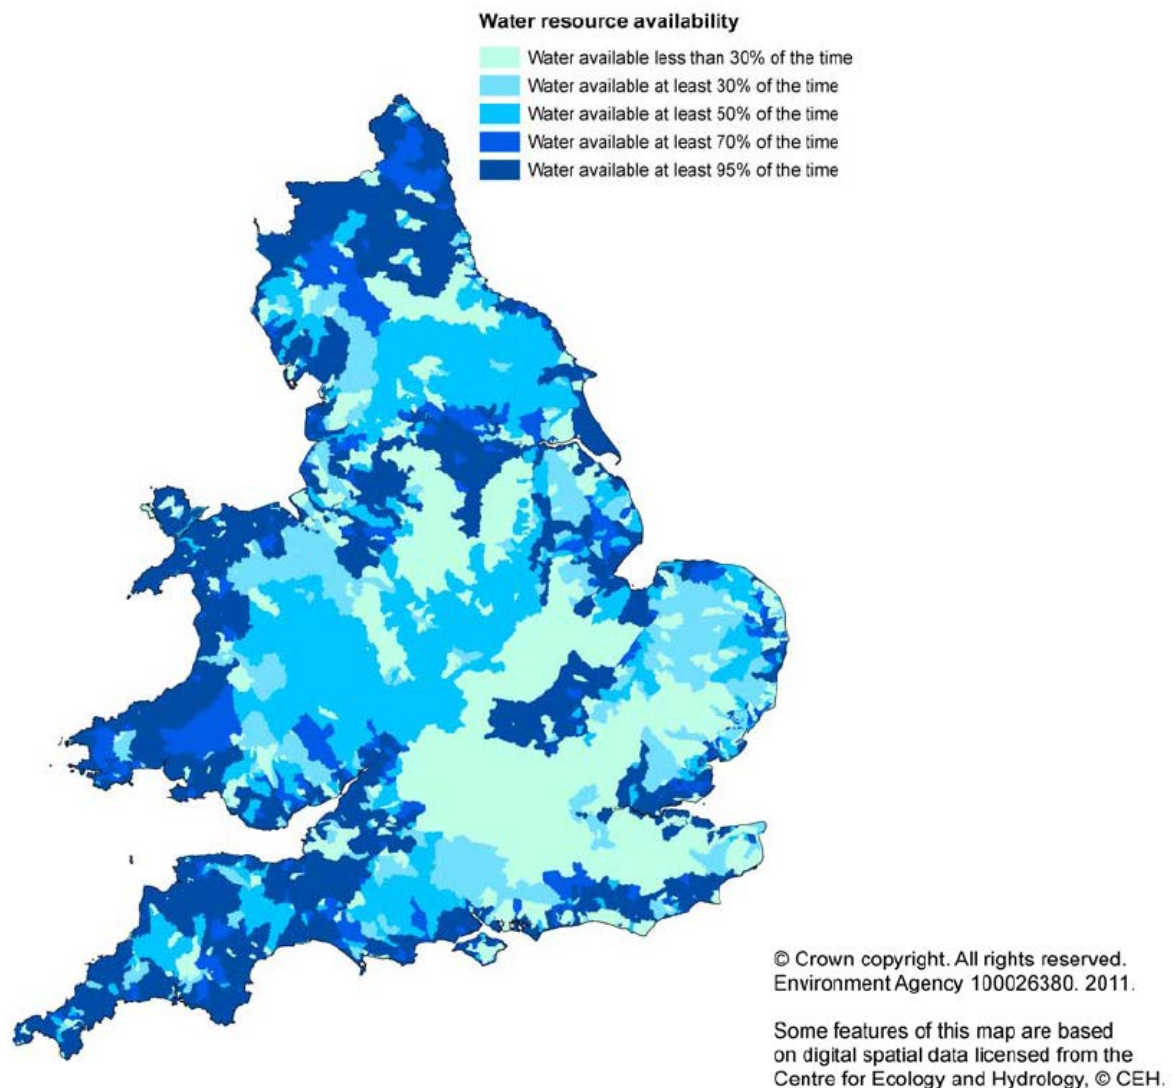 Water resource availability
Water available less than 30% of the time
Water available at least 30% of the time
Water available at least 50% of the time
Water available at least 70% of the time
Water available at least 95% of the time
© Crown copyright. All rights reserved.
Environment Agency 100026380. 2011.
Some features of this map are based
on digital spatial data licensed from the
Centre for Ecology and Hydrology, © CEH.